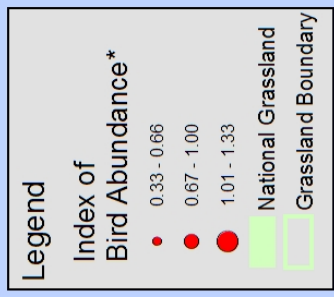 Legend
Index of
Bird Abundance*
0.33 - 0.66
0.67 - 1.00
1.01 - 1.33
National Grassland
Grassland Boundary